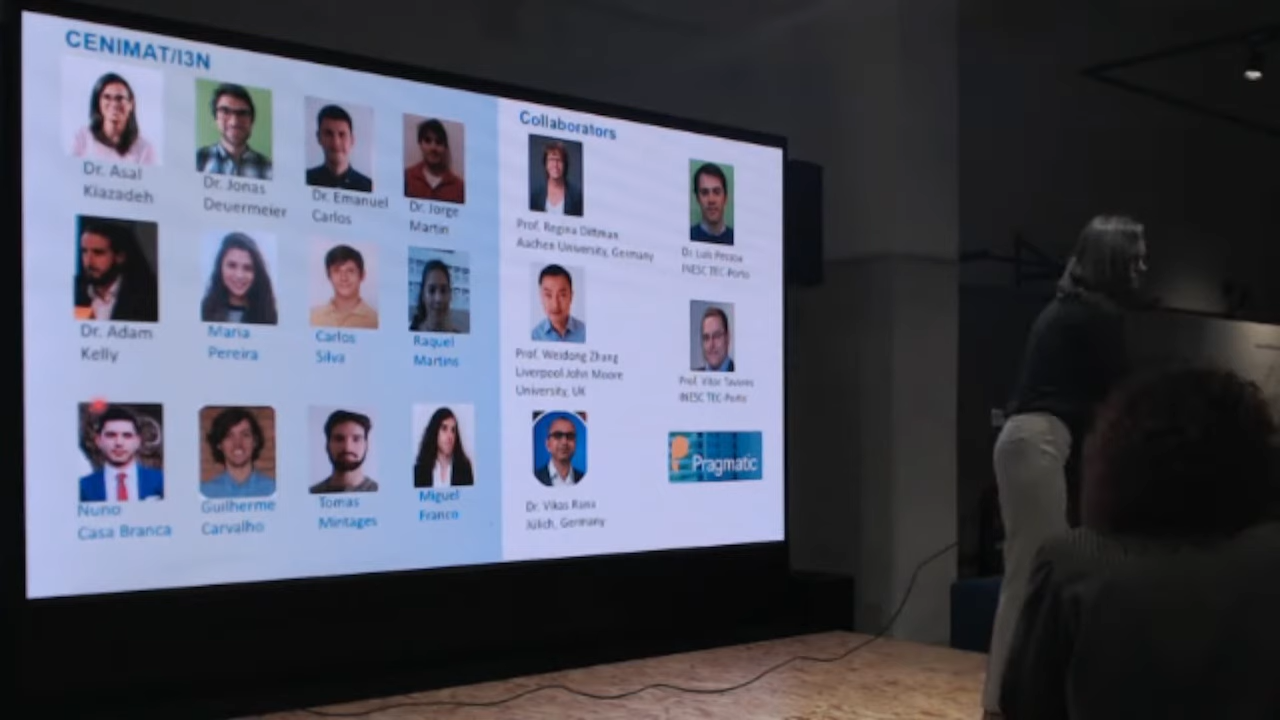 CENIMAT/I3N
Dr. Asal
Kiazadeh
Dr. Jonas
Deuermeier
Dr. Emanuel
Carlos
Dr. Jorge
Martin
Dr. Adam
Kelly
Maria
Pereira
Carlos
Silva
Raquel
Martins
Nuno
Casa Branca
Guilherme
Carvalho
Tomas
Mintages
Miguel
Franco
Collaborators
Prof. Regina Dittman
Aachen University, Germany
Dr. Luis Pessoa
INESC TEC-Porto
Prof. Weidong Zhang
Liverpool John Moore
University, UK
Prof. Vitor Tavares
INESC TEC-Porto
Dr. Vikas Rana
Jülich, Germany
Pragmatic